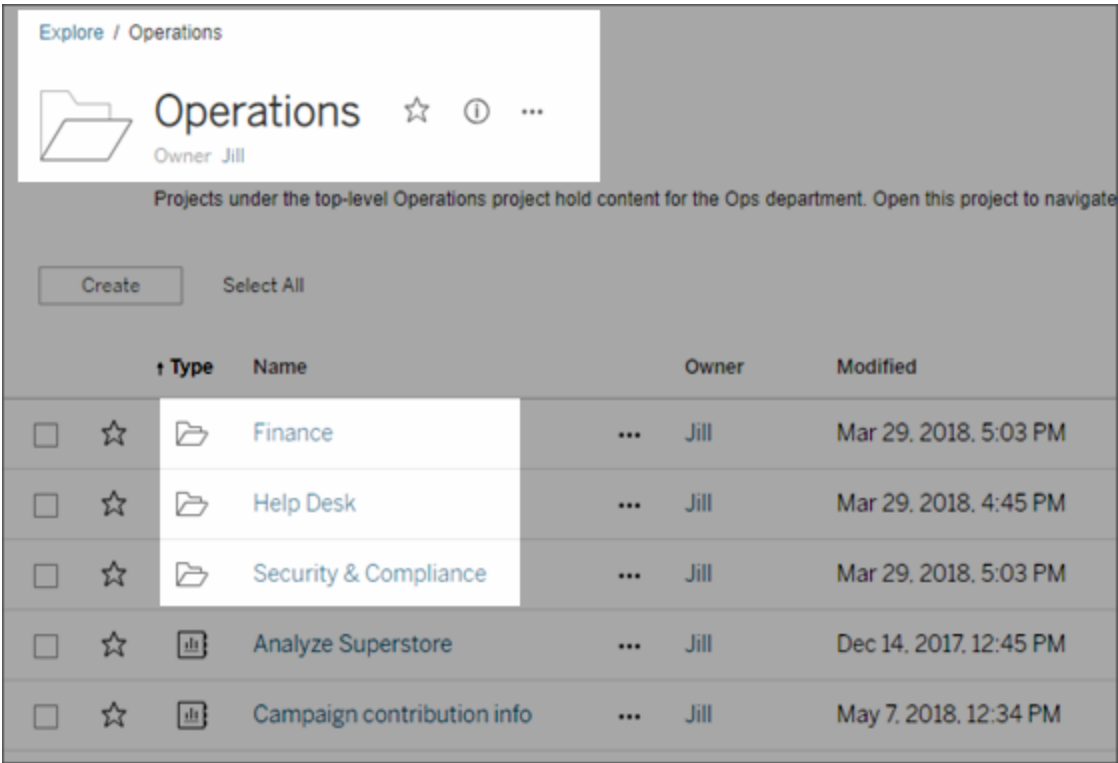 Explore / Operations
Operations
Owner Jill
Projects under the top-level Operations project hold content for the Ops department. Open this project to navigate
Create Select All
↑ Type Name Owner Modified
Finance ••• Jill Mar 29, 2018, 5:03 PM
Help Desk ••• Jill Mar 29, 2018, 4:45 PM
Security & Compliance ••• Jill Mar 29, 2018, 5:03 PM
Analyze Superstore ••• Jill Dec 14, 2017, 12:45 PM
Campaign contribution info ••• Jill May 7, 2018, 12:34 PM